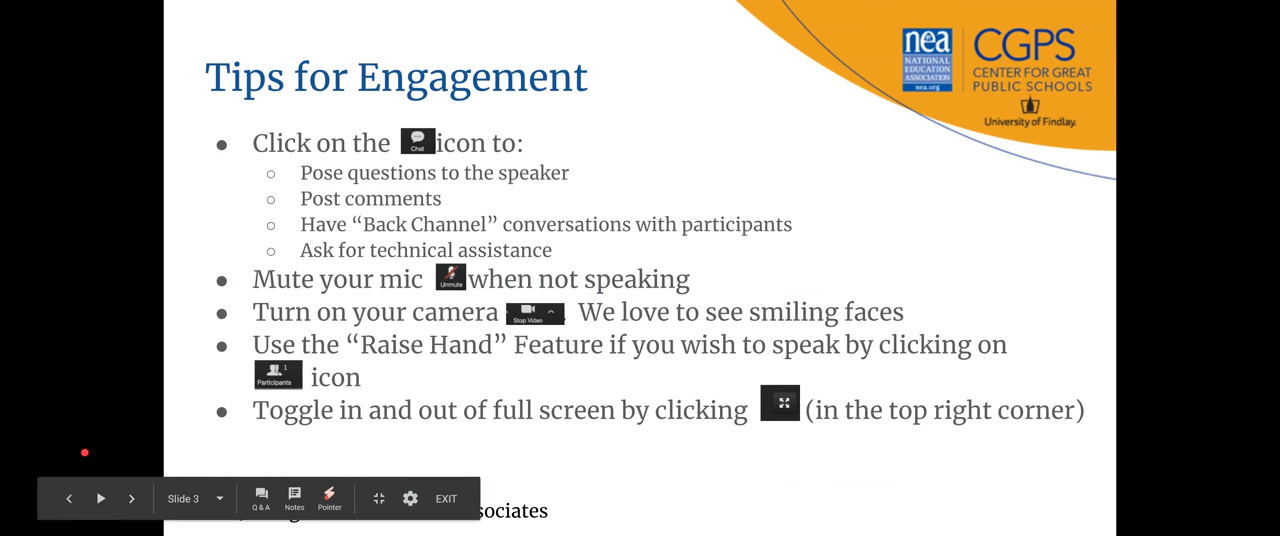 nea
NATIONAL
EDUCATION
ASSOCIATION
nea.org
CGPS
CENTER FOR GREAT
PUBLIC SCHOOLS
University of Findlay.
Tips for Engagement
● Click on the Chat icon to:
○ Pose questions to the speaker
○ Post comments
○ Have “Back Channel” conversations with participants
○ Ask for technical assistance
● Mute your mic Unmute when not speaking
● Turn on your camera Stop Video. We love to see smiling faces
● Use the “Raise Hand” Feature if you wish to speak by clicking on
Participants 1 icon
● Toggle in and out of full screen by clicking (in the top right corner)
Slide 3
Q & A
Notes
Pointer
EXIT
sociates